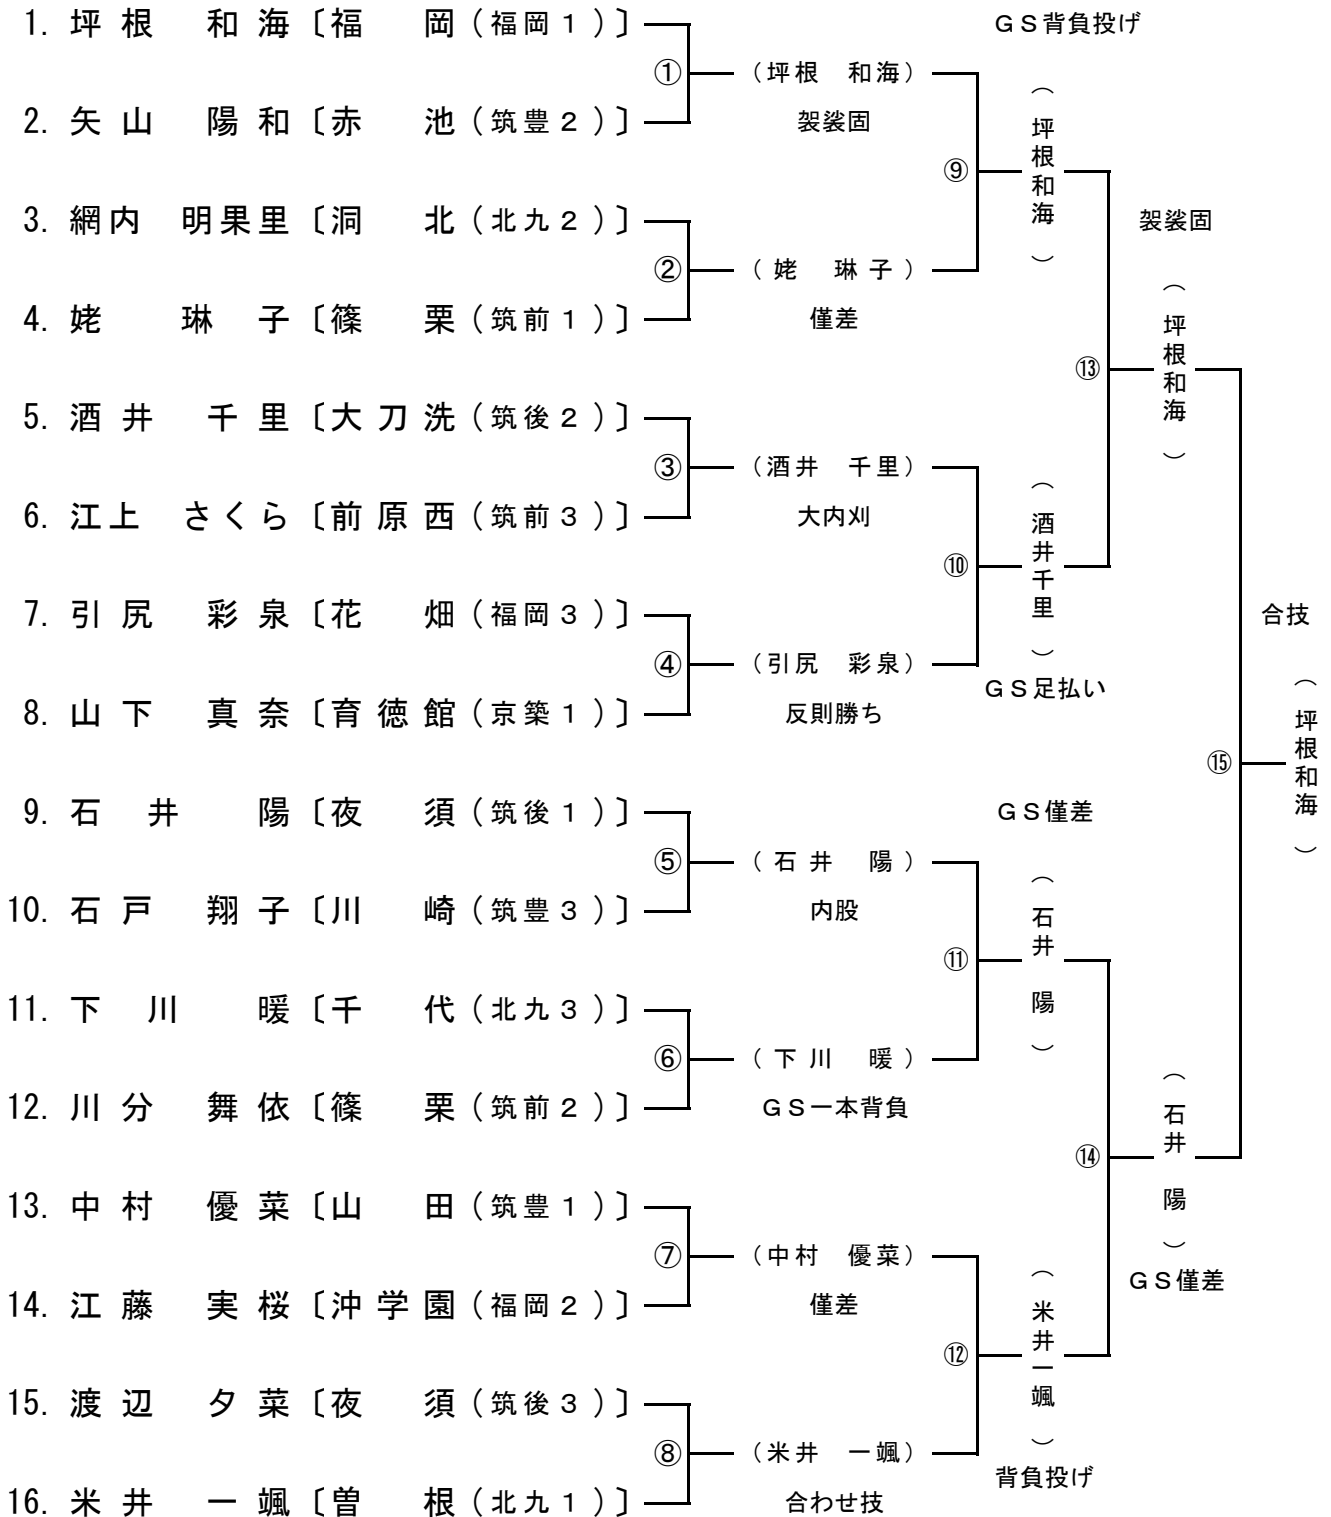 1. 坪根 和海〔福岡(福岡1)〕
2. 矢山 陽和〔赤池(筑豊2)〕
3. 網内 明果里〔洞北(北九2)〕
4. 姥 琳子〔篠栗(筑前1)〕
5. 酒井 千里〔大刀洗(筑後2)〕
6. 江上 さくら〔前原西(筑前3)〕
7. 引尻 彩泉〔花畑(福岡3)〕
8. 山下 真奈〔育徳館(京築1)〕
9. 石井 陽〔夜須(筑後1)〕
10. 石戸 翔子〔川崎(筑豊3)〕
11. 下川 暖〔千代(北九3)〕
12. 川分 舞依〔篠栗(筑前2)〕
13. 中村 優菜〔山田(筑豊1)〕
14. 江藤 実桜〔沖学園(福岡2)〕
15. 渡辺 夕菜〔夜須(筑後3)〕
16. 米井 一颯〔曽根(北九1)〕
①
(坪根 和海)
袈裟固
②
(姥 琳子)
僅差
③
(酒井 千里)
大内刈
④
(引尻 彩泉)
反則勝ち
⑤
(石井 陽)
内股
⑥
(下川 暖)
GS一本背負
⑦
(中村 優菜)
僅差
⑧
(米井 一颯)
合わせ技
GS背負投げ
⑨
(坪根和海)
⑩
(酒井千里)
GS足払い
GS僅差
⑪
(石井 陽)
⑫
(米井一颯)
背負投げ
袈裟固
⑬
(坪根和海)
⑭
(石井 陽)
GS僅差
合技
⑮
(坪根和海)